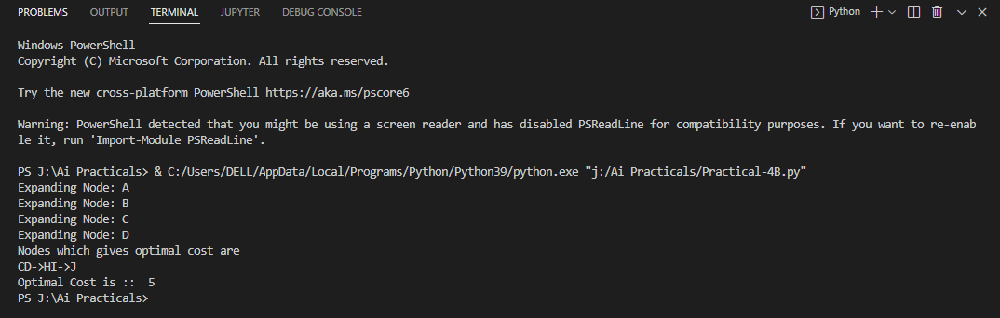 PROBLEMS OUTPUT TERMINAL JUPYTER DEBUG CONSOLE Python
Windows PowerShell
Copyright (C) Microsoft Corporation. All rights reserved.
Try the new cross-platform PowerShell https://aka.ms/pscore6
Warning: PowerShell detected that you might be using a screen reader and has disabled PSReadLine for compatibility purposes. If you want to re-enab
le it, run 'Import-Module PSReadLine'.
PS J:\Ai Practicals> & C:/Users/DELL/AppData/Local/Programs/Python/Python39/python.exe "j:/Ai Practicals/Practical-4B.py"
Expanding Node: A
Expanding Node: B
Expanding Node: C
Expanding Node: D
Nodes which gives optimal cost are
CD->HI->J
Optimal Cost is ::  5
PS J:\Ai Practicals>